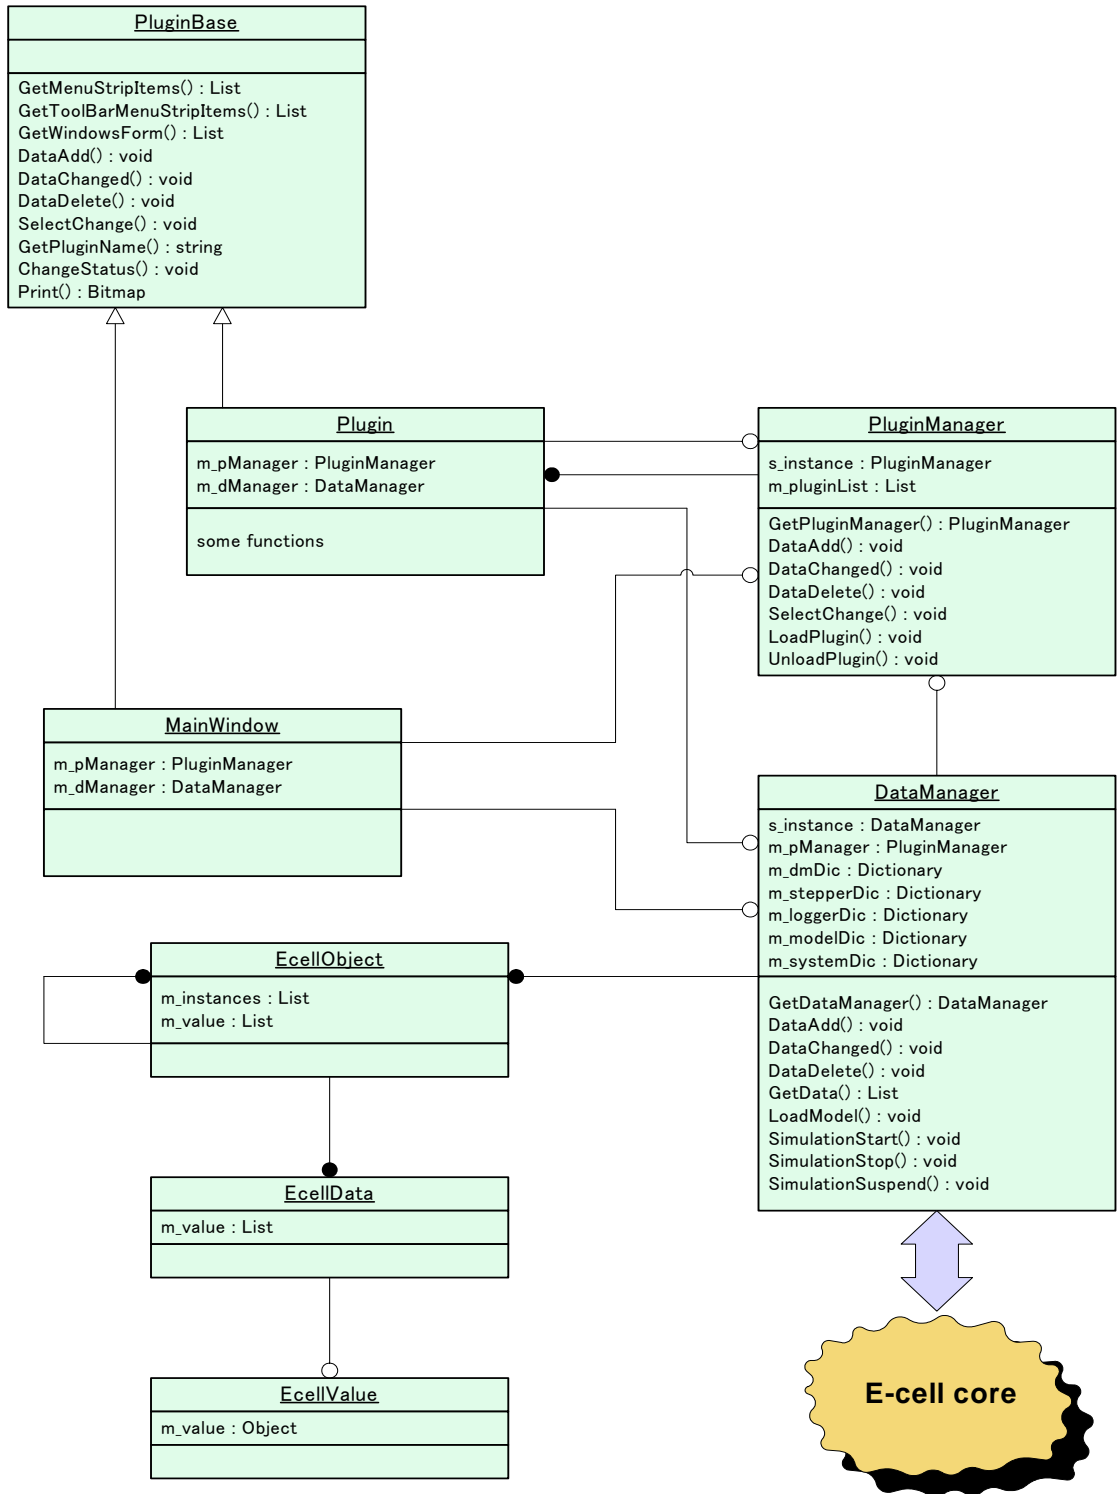 PluginBase
GetMenuStripItems() : List
GetToolBarMenuStripItems() : List
GetWindowsForm() : List
DataAdd() : void
DataChanged() : void
DataDelete() : void
SelectChange() : void
GetPluginName() : string
ChangeStatus() : void
Print() : Bitmap
Plugin
m_pManager : PluginManager
m_dManager : DataManager
some functions
PluginManager
s_instance : PluginManager
m_pluginList : List
GetPluginManager() : PluginManager
DataAdd() : void
DataChanged() : void
DataDelete() : void
SelectChange() : void
LoadPlugin() : void
UnloadPlugin() : void
MainWindow
m_pManager : PluginManager
m_dManager : DataManager
DataManager
s_instance : DataManager
m_pManager : PluginManager
m_dmDic : Dictionary
m_stepperDic : Dictionary
m_loggerDic : Dictionary
m_modelDic : Dictionary
m_systemDic : Dictionary
GetDataManager() : DataManager
DataAdd() : void
DataChanged() : void
DataDelete() : void
GetData() : List
LoadModel() : void
SimulationStart() : void
SimulationStop() : void
SimulationSuspend() : void
EcellObject
m_instances : List
m_value : List
EcellData
m_value : List
EcellValue
m_value : Object
E-cell core